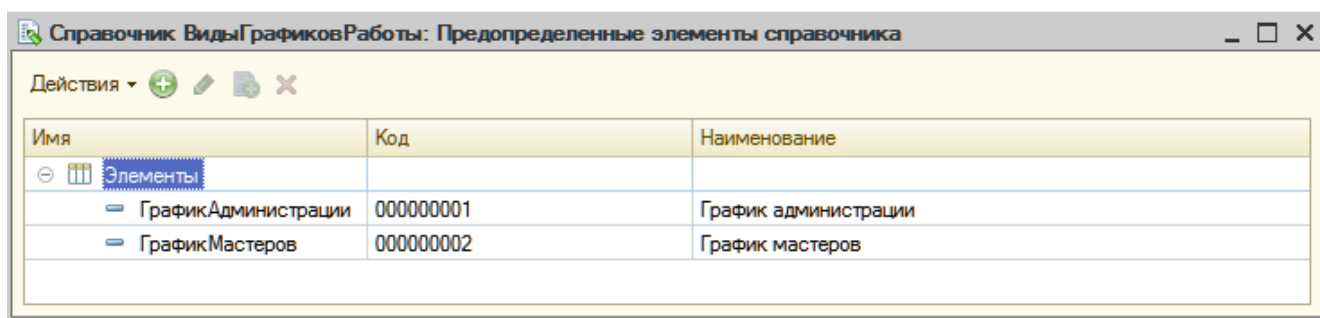 Справочник ВидыГрафиковРаботы: Предопределенные элементы справочника
Действия
Имя Код Наименование
Элементы
ГрафикАдминистрации 000000001 График администрации
ГрафикМастеров 000000002 График мастеров